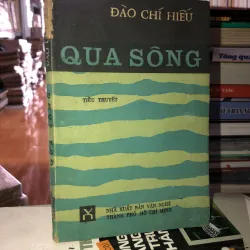 ĐÀO CHÍ HIẾU
QUA SÔNG
TIỂU THUYẾT
NHÀ XUẤT BẢN VĂN NGHỆ
THÀNH PHỐ HỒ CHÍ MINH